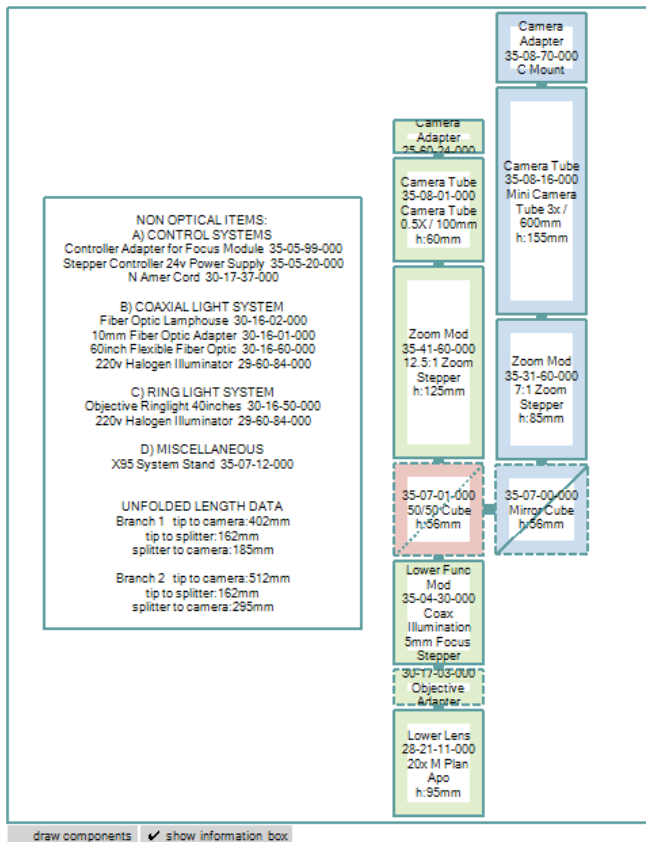 Camera
Adapter
35-08-70-000
C Mount
Camera
Adapter
25-60-24-000
Camera Tube
35-08-01-000
Camera Tube
0.5X / 100mm
h:60mm
Camera Tube
35-08-16-000
Mini Camera
Tube 3x /
600mm
h:155mm
NON OPTICAL ITEMS:
A) CONTROL SYSTEMS
Controller Adapter for Focus Module 35-05-99-000
Stepper Controller 24v Power Supply 35-05-20-000
N Amer Cord 30-17-37-000
B) COAXIAL LIGHT SYSTEM
Fiber Optic Lamphouse 30-16-02-000
10mm Fiber Optic Adapter 30-16-01-000
60inch Flexible Fiber Optic 30-16-60-000
220v Halogen Illuminator 29-60-84-000
C) RING LIGHT SYSTEM
Objective Ringlight 40inches 30-16-50-000
220v Halogen Illuminator 29-60-84-000
D) MISCELLANEOUS
X95 System Stand 35-07-12-000
UNFOLDED LENGTH DATA
Branch 1 tip to camera:402mm
tip to splitter:162mm
splitter to camera:185mm
Branch 2 tip to camera:512mm
tip to splitter:162mm
splitter to camera:295mm
Zoom Mod
35-41-60-000
12.5:1 Zoom
Stepper
h:125mm
Zoom Mod
35-31-60-000
7:1 Zoom
Stepper
h:85mm
35-07-01-000
50/50 Cube
h:56mm
35-07-00-000
Mirror Cube
h:56mm
Lower Func
Mod
35-04-30-000
Coax
Illumination
5mm Focus
Stepper
30-17-03-000
Objective
Adapter
Lower Lens
28-21-11-000
20x M Plan
Apo
h:95mm
draw components ✔ show information box